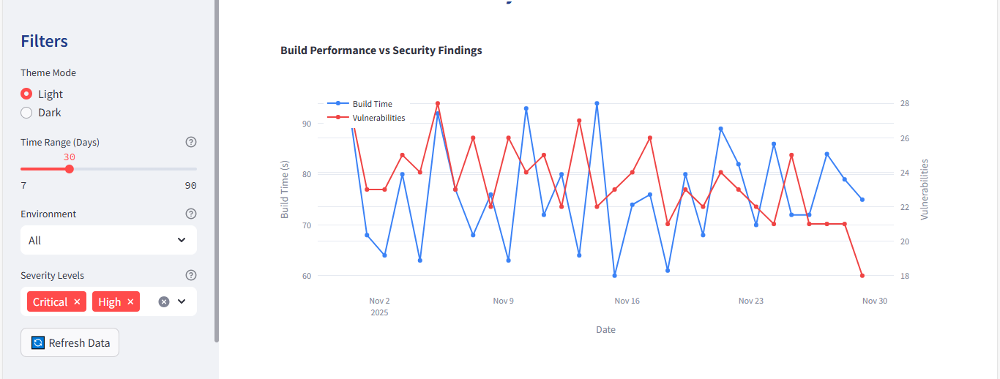 Filters
Theme Mode
Light
Dark
Time Range (Days)
30
7 90
Environment
All
Severity Levels
Critical × High ×
Refresh Data
Build Performance vs Security Findings
Build Time
Vulnerabilities
90
80
70
60
Build Time (s)
28
26
24
22
20
18
Vulnerabilities
Nov 2 Nov 9 Nov 16 Nov 23 Nov 30
2025
Date